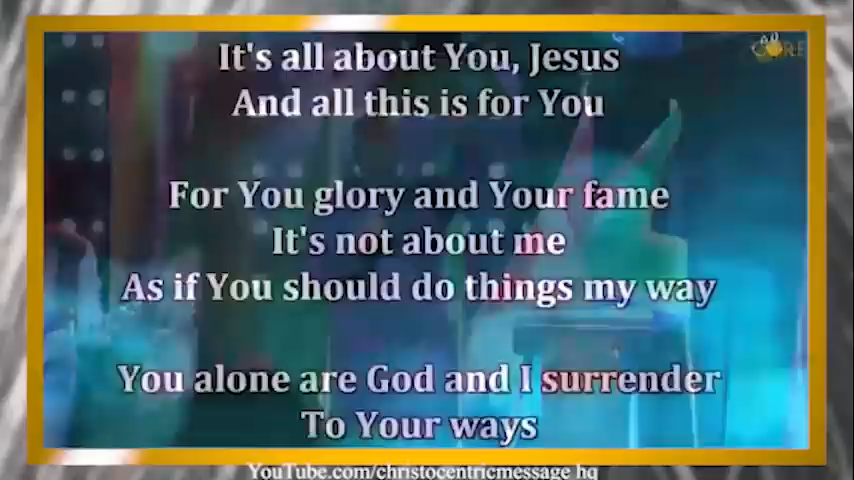 It's all about You, Jesus
And all this is for You
For You glory and Your fame
It's not about me
As if You should do things my way
You alone are God and I surrender
To Your ways
YouTube.com/christocentricmessage hq